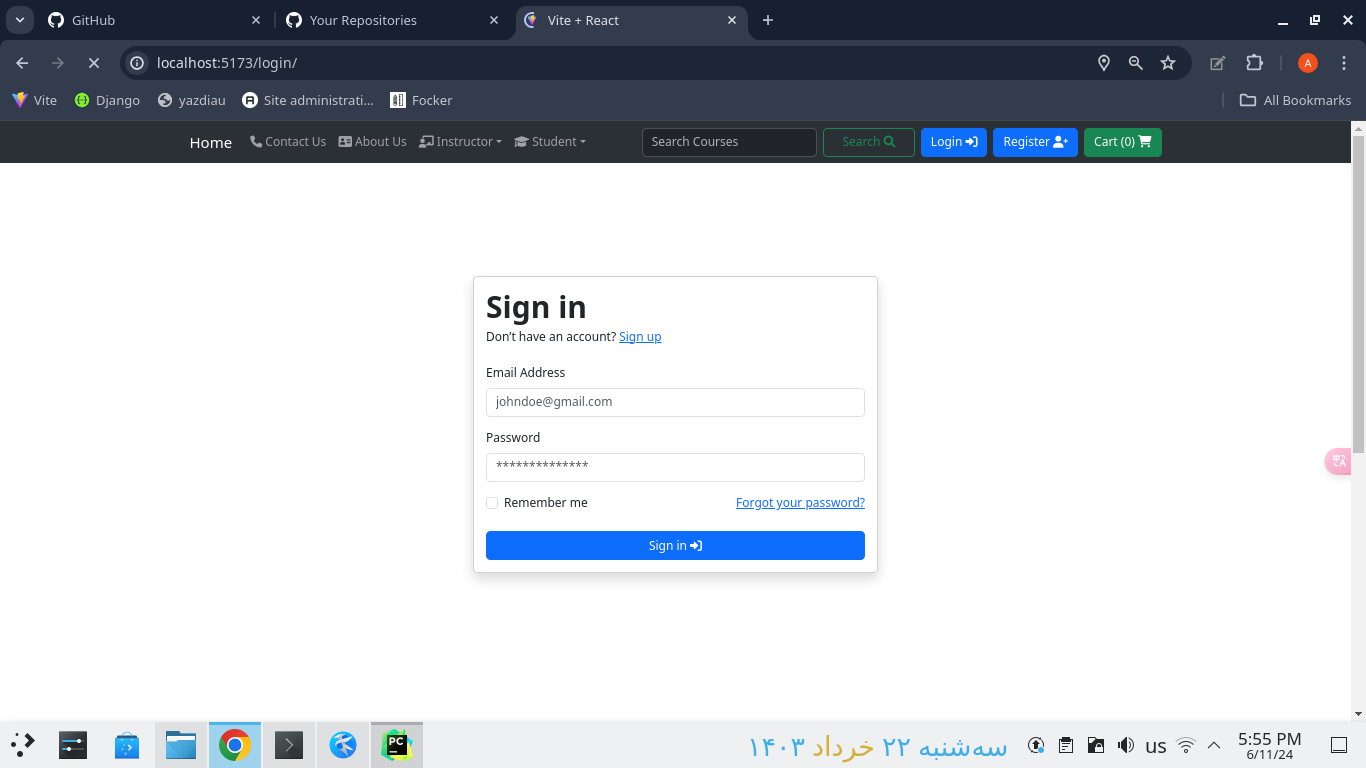 GitHub
Your Repositories
Vite + React
localhost:5173/login/
A
Vite
Django
yazdiau
Site administrati...
Focker
All Bookmarks
Home
Contact Us
About Us
Instructor
Student
Search Courses
Search
Login
Register
Cart (0)
Sign in
Don’t have an account? Sign up
Email Address
johndoe@gmail.com
Password
**************
Remember me
Forgot your password?
Sign in
PC
سه‌شنبه ۲۲ خرداد ۱۴۰۳
us
5:55 PM
6/11/24